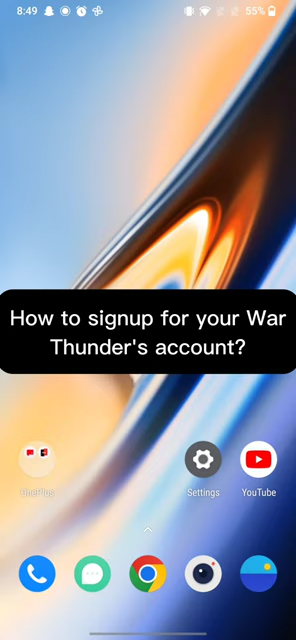 8:49
55%
How to signup for your War
Thunder's account?
OnePlus
Settings
YouTube